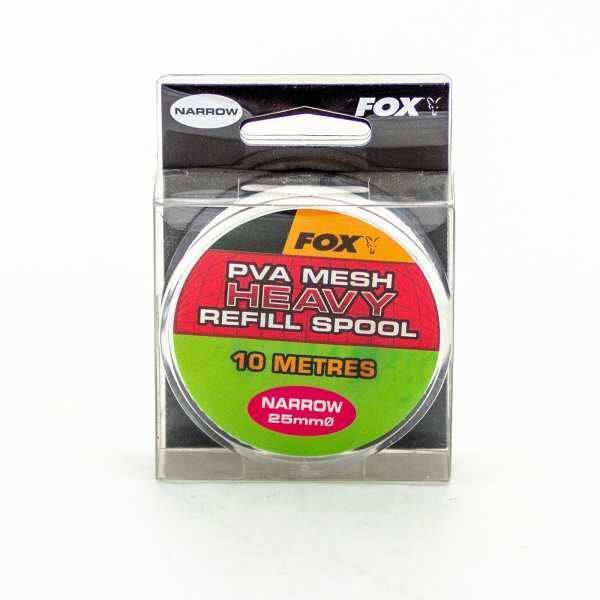 NARROW
FOX
FOX
PVA MESH
HEAVY
REFILL SPOOL
10 METRES
NARROW
25mmØ